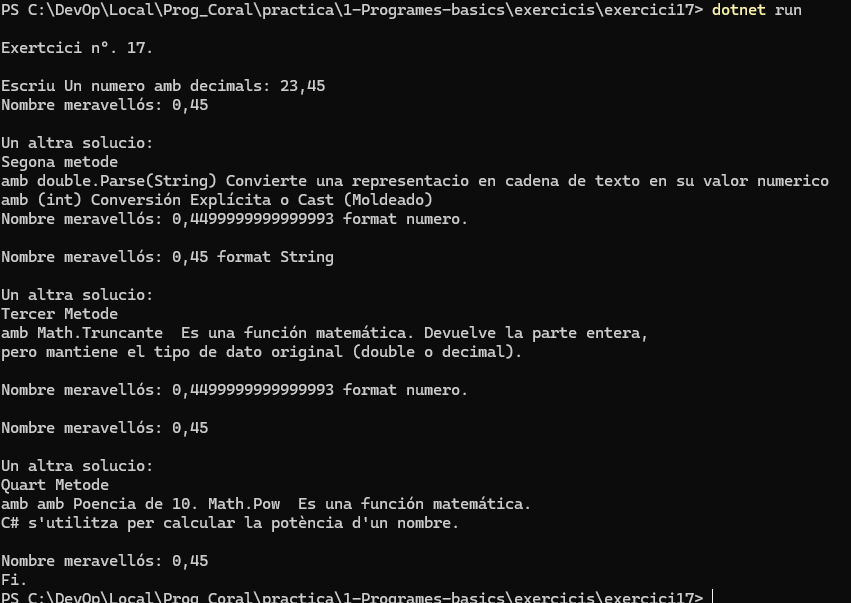 PS C:\DevOp\Local\Prog_Coral\practica\1-Programes-basics\exercicis\exercici17> dotnet run
Exertcici nº. 17.
Escriu Un numero amb decimals: 23,45
Nombre meravellós: 0,45
Un altra solucio:
Segona metode
amb double.Parse(String) Convierte una representacio en cadena de texto en su valor numerico
amb (int) Conversión Explícita o Cast (Moldeado)
Nombre meravellós: 0,4499999999999993 format numero.
Nombre meravellós: 0,45 format String
Un altra solucio:
Tercer Metode
amb Math.Truncante  Es una función matemática. Devuelve la parte entera,
pero mantiene el tipo de dato original (double o decimal).
Nombre meravellós: 0,4499999999999993 format numero.
Nombre meravellós: 0,45
Un altra solucio:
Quart Metode
amb amb Poencia de 10. Math.Pow  Es una función matemática.
C# s'utilitza per calcular la potència d'un nombre.
Nombre meravellós: 0,45
Fi.
PS C:\DevOp\Local\Prog_Coral\practica\1-Programes-basics\exercicis\exercici17>